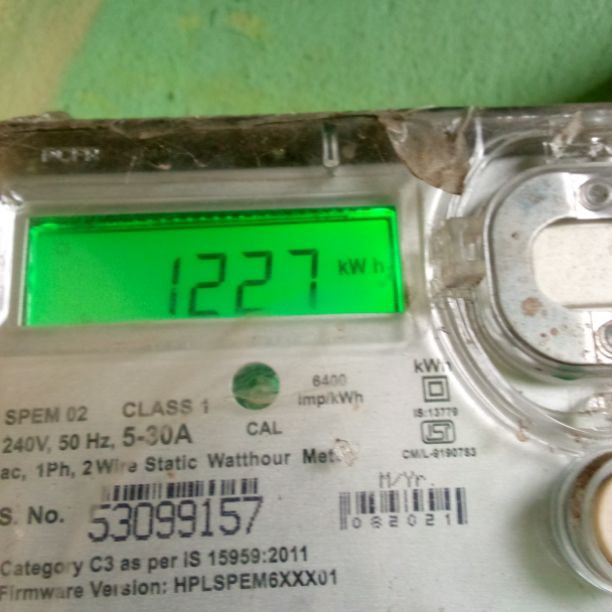 1227 kWh
kWh
6400
imp/kWh
SPEM 02 CLASS 1
CAL
IS:13779
240V, 50 Hz, 5-30A
CM/L-9190783
ac, 1Ph, 2 Wire Static Watthour
M/Yr.
S. No. 53099157
082021
Category C3 as per IS 15959:2011
Firmware Version: HPLSPEM6XXX01